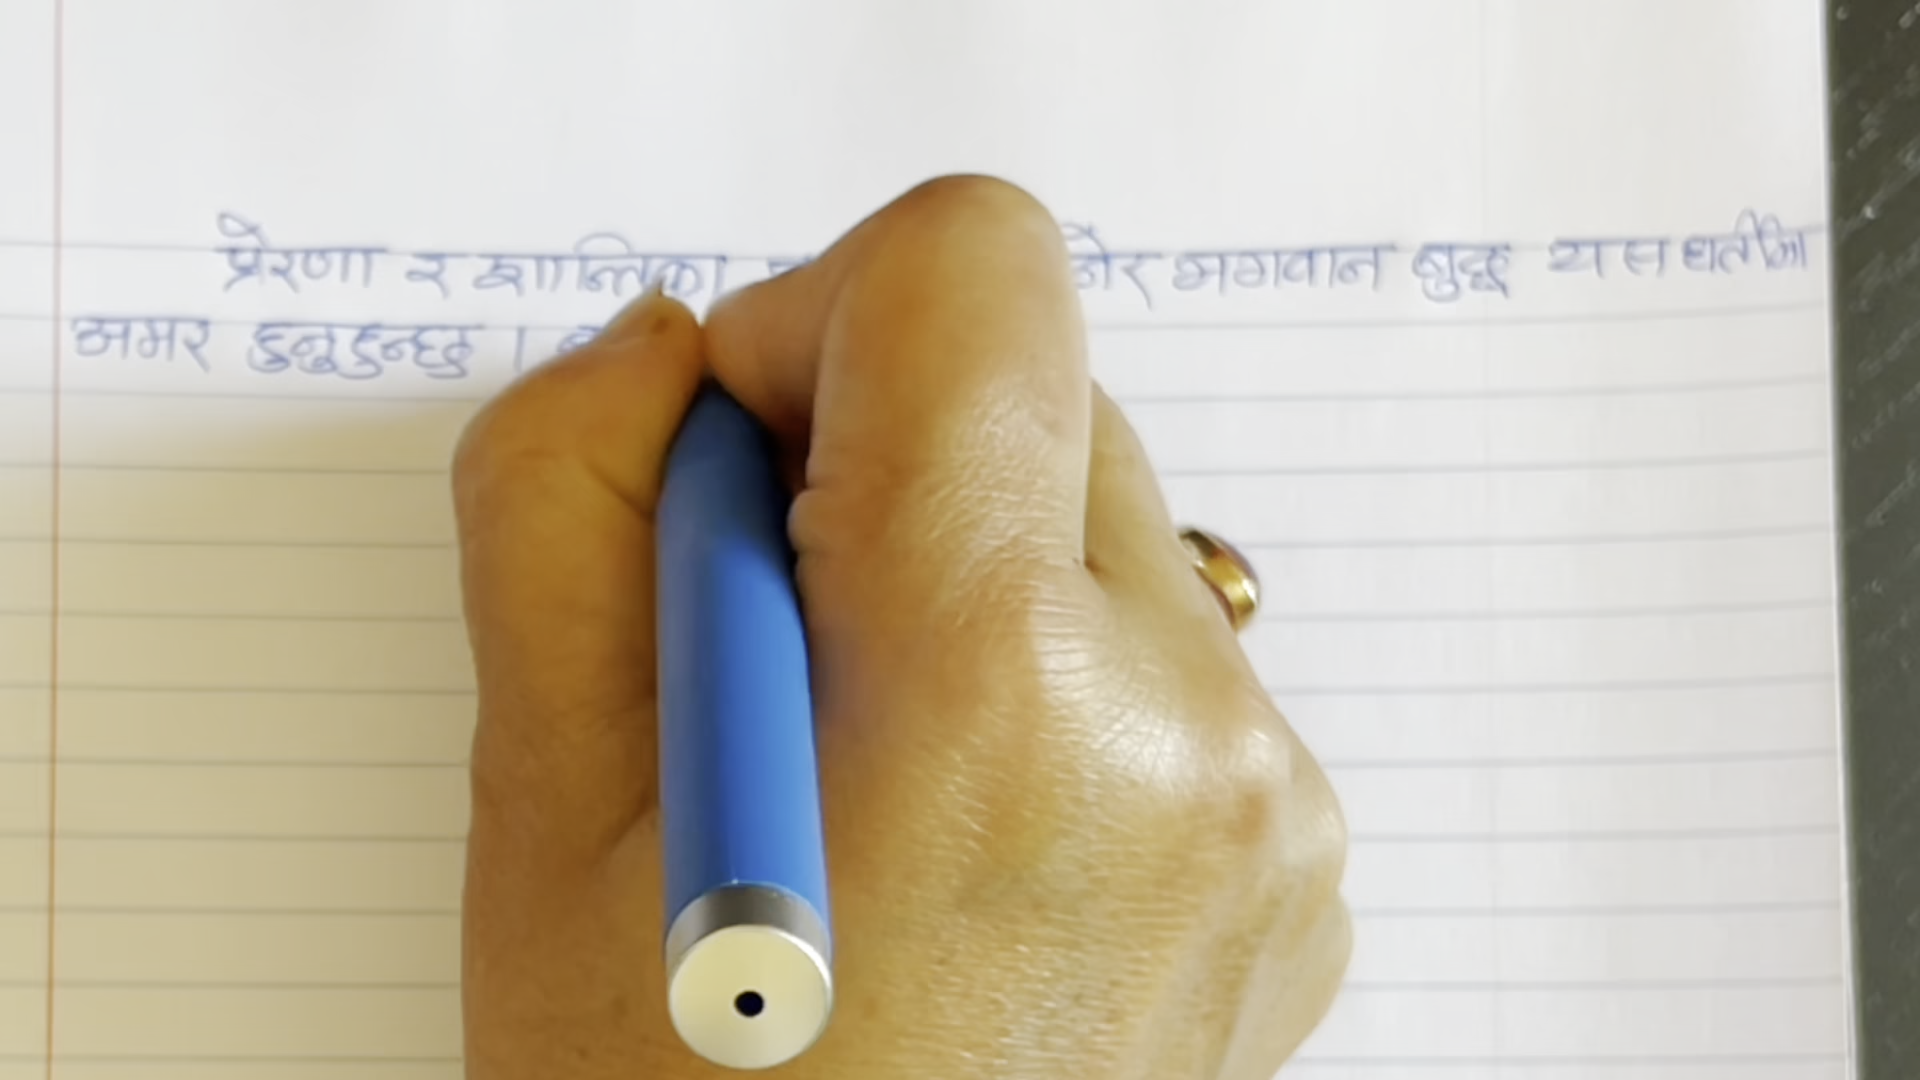 प्रेरणा र शान्तिका भगवान बुद्ध यस धर्तीमा
अमर हुनुहुन्छ ।